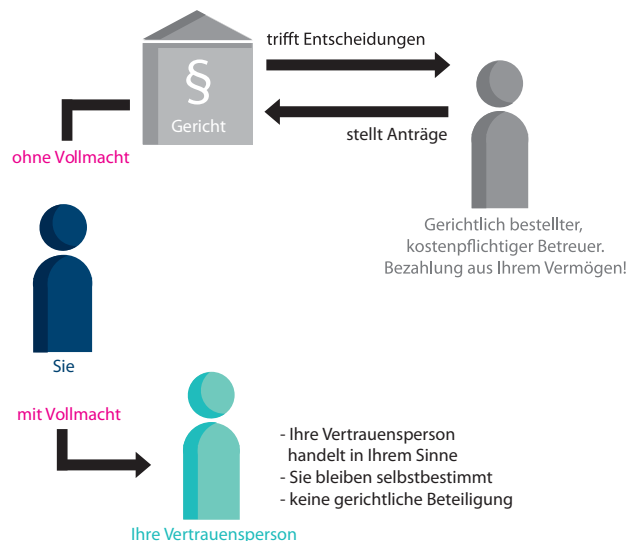 trifft Entscheidungen
§
Gericht
stellt Anträge
ohne Vollmacht
Gerichtlich bestellter,
kostenpflichtiger Betreuer.
Bezahlung aus Ihrem Vermögen!
Sie
mit Vollmacht
- Ihre Vertrauensperson
handelt in Ihrem Sinne
- Sie bleiben selbstbestimmt
- keine gerichtliche Beteiligung
Ihre Vertrauensperson